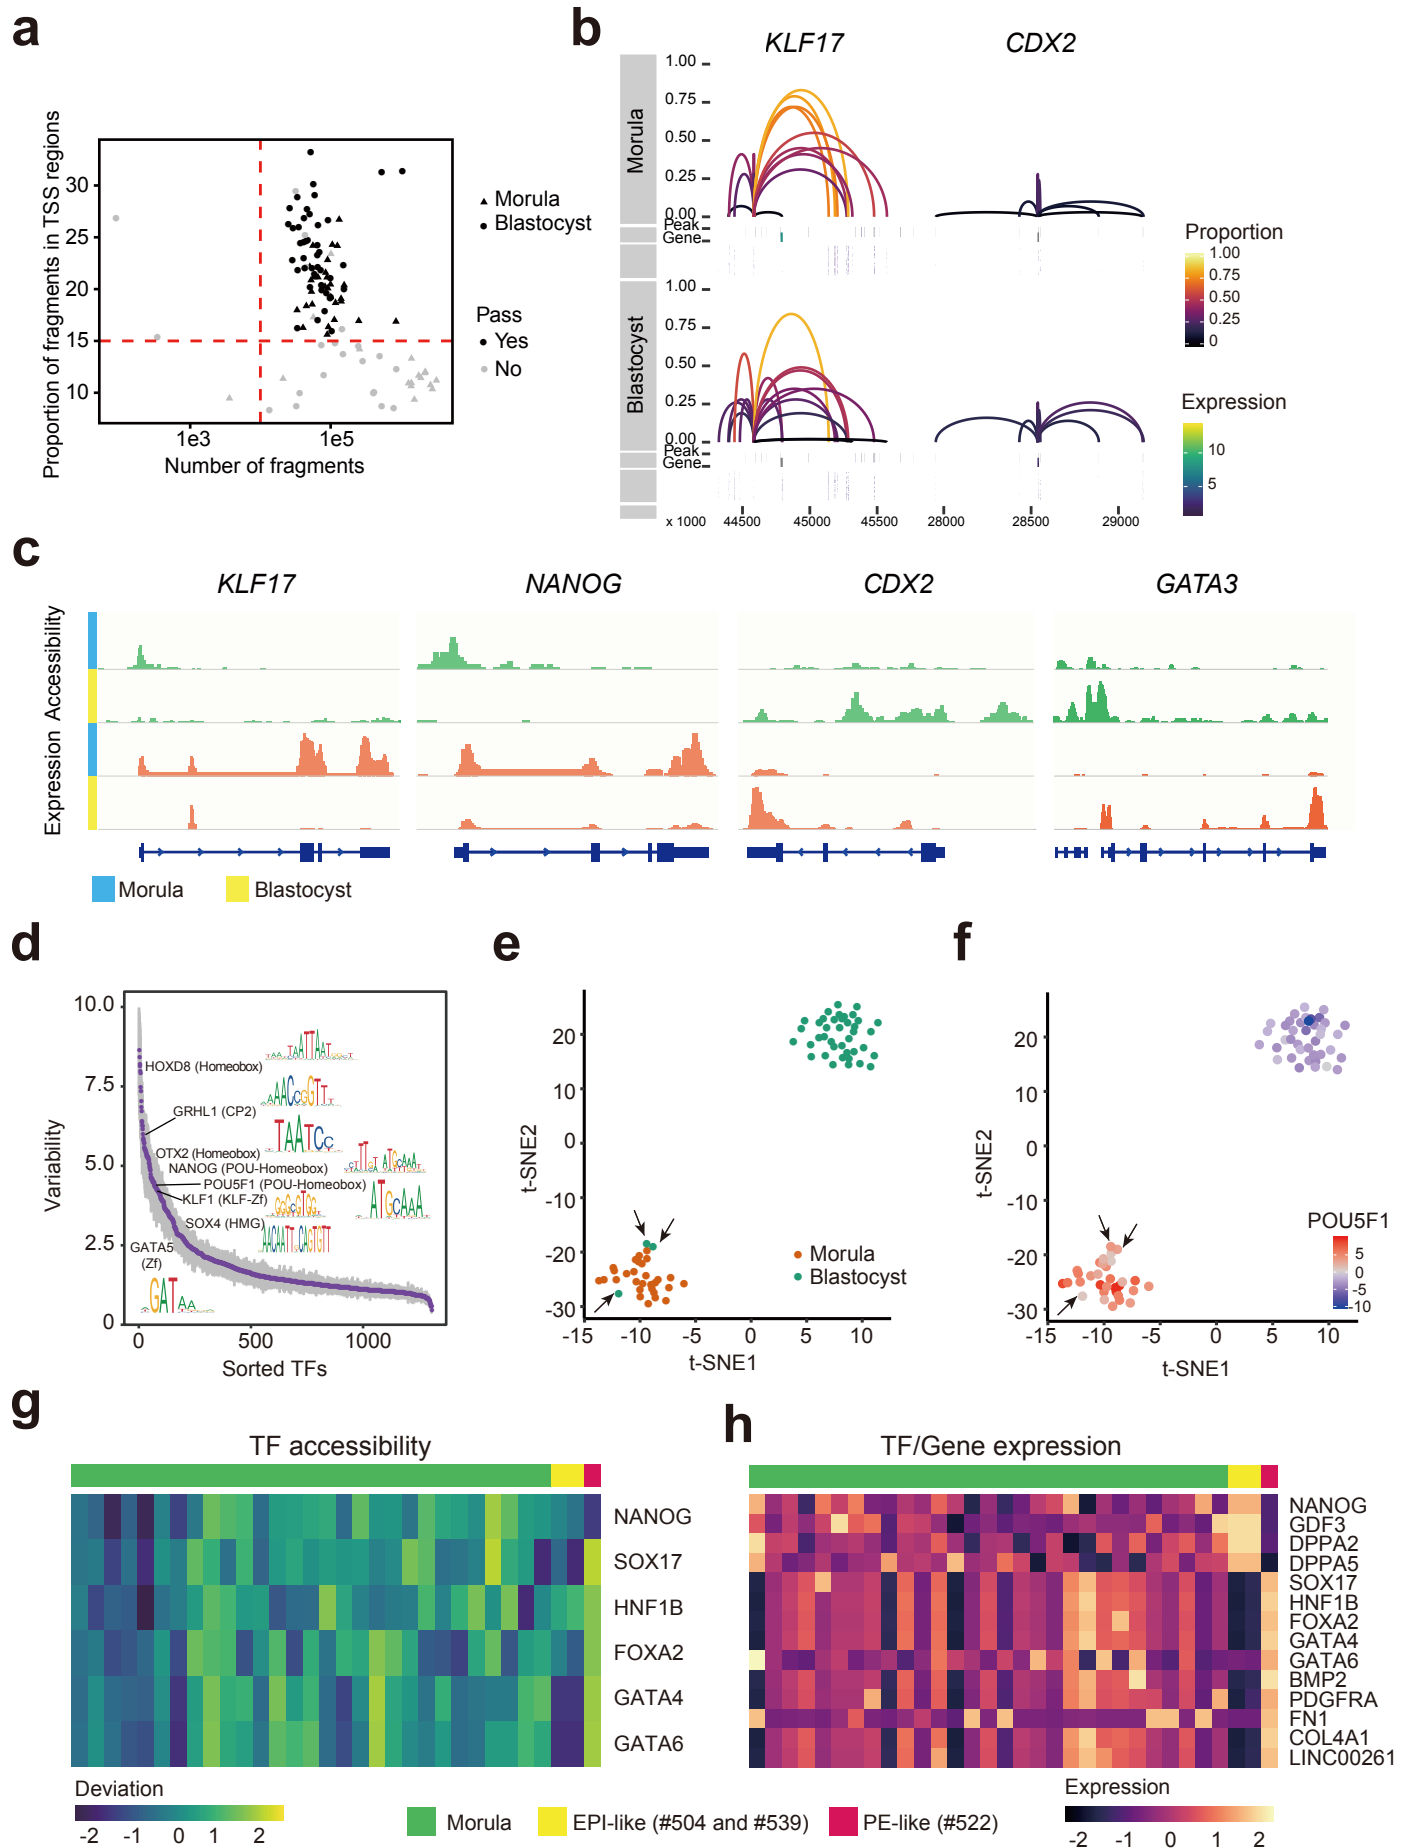 a
Proportion of fragments in TSS regions
30
25
20
15
10
1e3
1e5
Number of fragments
Morula
Blastocyst
Pass
Yes
No
b
KLF17
CDX2
Morula
1.00
0.75
0.50
0.25
0.00
Peak
Gene
Blastocyst
1.00
0.75
0.50
0.25
0.00
Peak
Gene
x 1000
44500
45000
45500
28000
28500
29000
Proportion
1.00
0.75
0.50
0.25
0
Expression
10
5
c
KLF17
NANOG
CDX2
GATA3
Accessibility
Expression
Morula
Blastocyst
d
Variability
10.0
7.5
5.0
2.5
0
HOXD8 (Homeobox)
GRHL1 (CP2)
OTX2 (Homeobox)
NANOG (POU-Homeobox)
POU5F1 (POU-Homeobox)
KLF1 (KLF-Zf)
SOX4 (HMG)
GATA5
(Zf)
0
500
1000
Sorted TFs
e
t-SNE2
20
10
0
-10
-20
-30
-15
-10
-5
0
5
10
t-SNE1
Morula
Blastocyst
f
t-SNE2
20
10
0
-10
-20
-30
-15
-10
-5
0
5
10
t-SNE1
POU5F1
5
0
-5
-10
g
TF accessibility
NANOG
SOX17
HNF1B
FOXA2
GATA4
GATA6
Deviation
-2
-1
0
1
2
h
TF/Gene expression
NANOG
GDF3
DPPA2
DPPA5
SOX17
HNF1B
FOXA2
GATA4
GATA6
BMP2
PDGFRA
FN1
COL4A1
LINC00261
Expression
-2
-1
0
1
2
Morula
EPI-like (#504 and #539)
PE-like (#522)